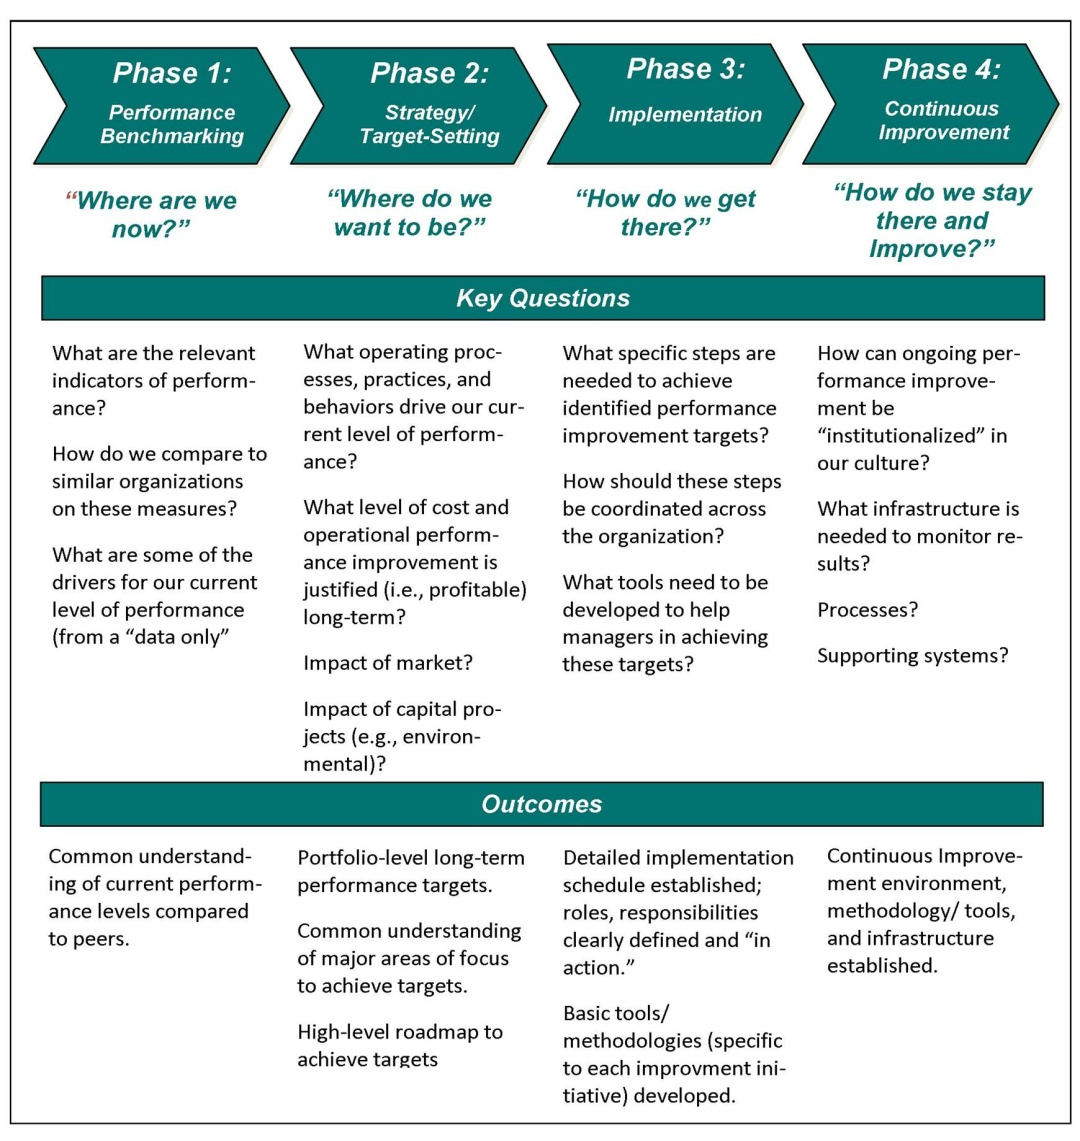 Phase 1:
Performance
Benchmarking
Phase 2:
Strategy/
Target-Setting
Phase 3:
Implementation
Phase 4:
Continuous
Improvement
“Where are we
now?”
“Where do we
want to be?”
“How do we get
there?”
“How do we stay
there and
Improve?”
Key Questions
What are the relevant
indicators of perform-
ance?
How do we compare to
similar organizations
on these measures?
What are some of the
drivers for our current
level of performance
(from a “data only”
What operating proc-
esses, practices, and
behaviors drive our cur-
rent level of perform-
ance?
What level of cost and
operational perform-
ance improvement is
justified (i.e., profitable)
long-term?
Impact of market?
Impact of capital pro-
jects (e.g., environ-
mental)?
What specific steps are
needed to achieve
identified performance
improvement targets?
How should these steps
be coordinated across
the organization?
What tools need to be
developed to help
managers in achieving
these targets?
How can ongoing per-
formance improve-
ment be
“institutionalized” in
our culture?
What infrastructure is
needed to monitor re-
sults?
Processes?
Supporting systems?
Outcomes
Common understand-
ing of current perform-
ance levels compared
to peers.
Portfolio-level long-term
performance targets.
Common understanding
of major areas of focus
to achieve targets.
High-level roadmap to
achieve targets
Detailed implementation
schedule established;
roles, responsibilities
clearly defined and “in
action.”
Basic tools/
methodologies (specific
to each improvment ini-
tiative) developed.
Continuous Improve-
ment environment,
methodology/ tools,
and infrastructure
established.